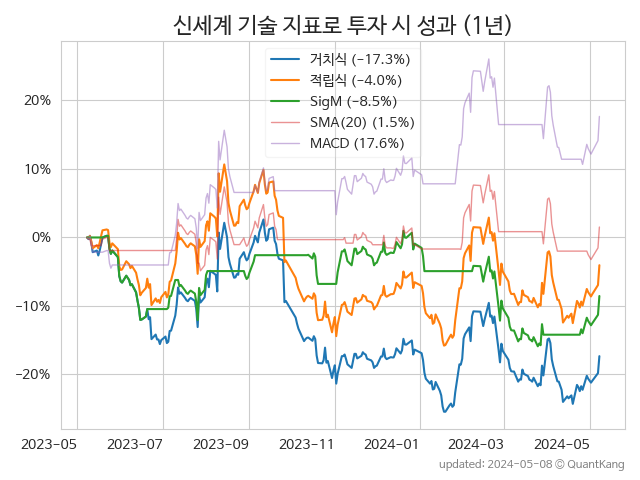 신세계 기술 지표로 투자 시 성과 (1년)
거치식 (−17.3%)
적립식 (−4.0%)
SigM (−8.5%)
SMA(20) (1.5%)
MACD (17.6%)
20%
10%
0%
−10%
−20%
2023-05 2023-07 2023-09 2023-11 2024-01 2024-03 2024-05
updated: 2024-05-08 © QuantKang